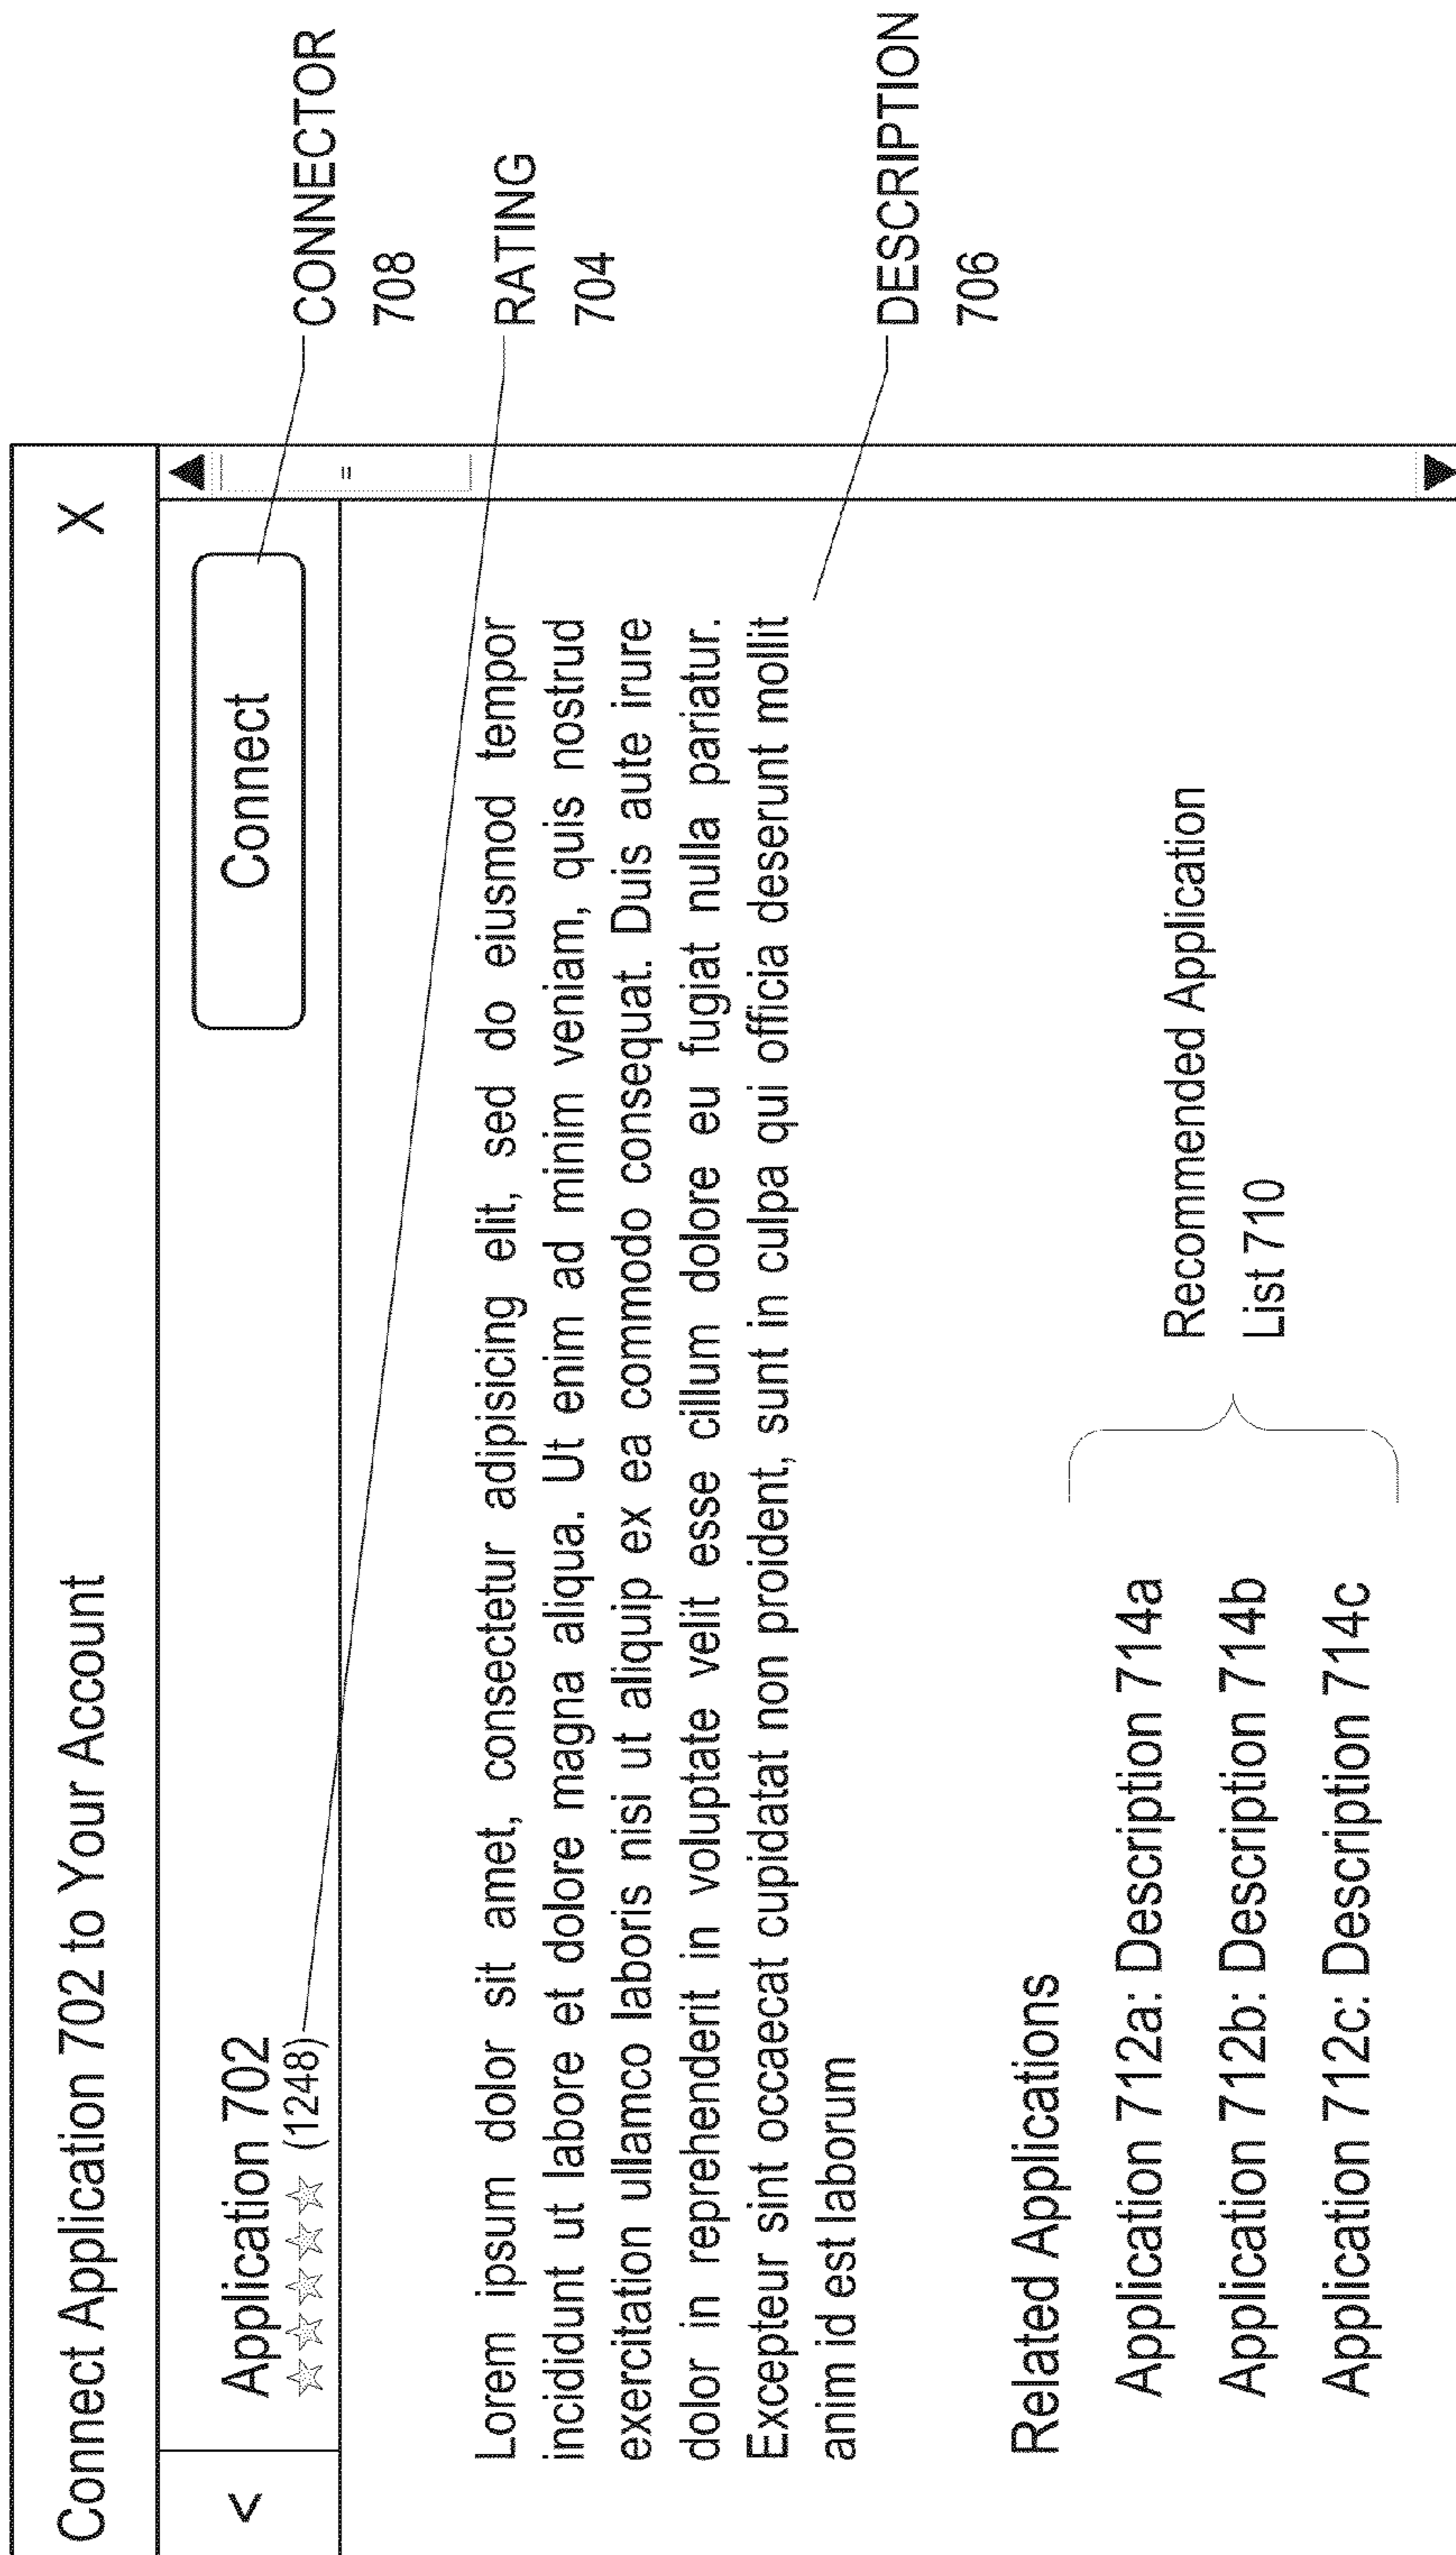 Connect Application 702 to Your Account X
< Application 702 Connect
(1248)
CONNECTOR
708
RATING
704
Lorem ipsum dolor sit amet, consectetur adipisicing elit, sed do eiusmod tempor
incididunt ut labore et dolore magna aliqua. Ut enim ad minim veniam, quis nostrud
exercitation ullamco laboris nisi ut aliquip ex ea commodo consequat. Duis aute irure
dolor in reprehenderit in voluptate velit esse cillum dolore eu fugiat nulla pariatur.
Excepteur sint occaecat cupidatat non proident, sunt in culpa qui officia deserunt mollit
anim id est laborum
DESCRIPTION
706
Related Applications
Application 712a: Description 714a
Application 712b: Description 714b
Application 712c: Description 714c
Recommended Application
List 710